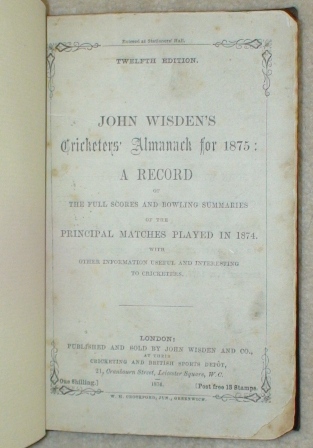 Entered at Stationers' Hall.
TWELFTH EDITION.
JOHN WISDEN'S
Cricketers' Almanack for 1875:
A RECORD
OF
THE FULL SCORES AND BOWLING SUMMARIES
OF THE
PRINCIPAL MATCHES PLAYED IN 1874.
WITH
OTHER INFORMATION USEFUL AND INTERESTING
TO CRICKETERS.
LONDON:
PUBLISHED AND SOLD BY JOHN WISDEN AND CO.,
AT THEIR
CRICKETING AND BRITISH SPORTS DEPÔT,
21, Cranbourn Street, Leicester Square, W.C.
One Shilling.]
[Post free 13 Stamps.
W. H. CROCKFORD, GREENWICH.